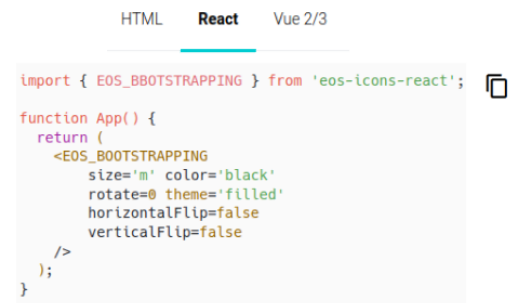 HTML React Vue 2/3
import { EOS_BBOTSTRAPPING } from 'eos-icons-react';
function App() {
  return (
    <EOS_BOOTSTRAPPING
        size='m' color='black'
        rotate=0 theme='filled'
        horizontalFlip=false
        verticalFlip=false
    />
  );
}